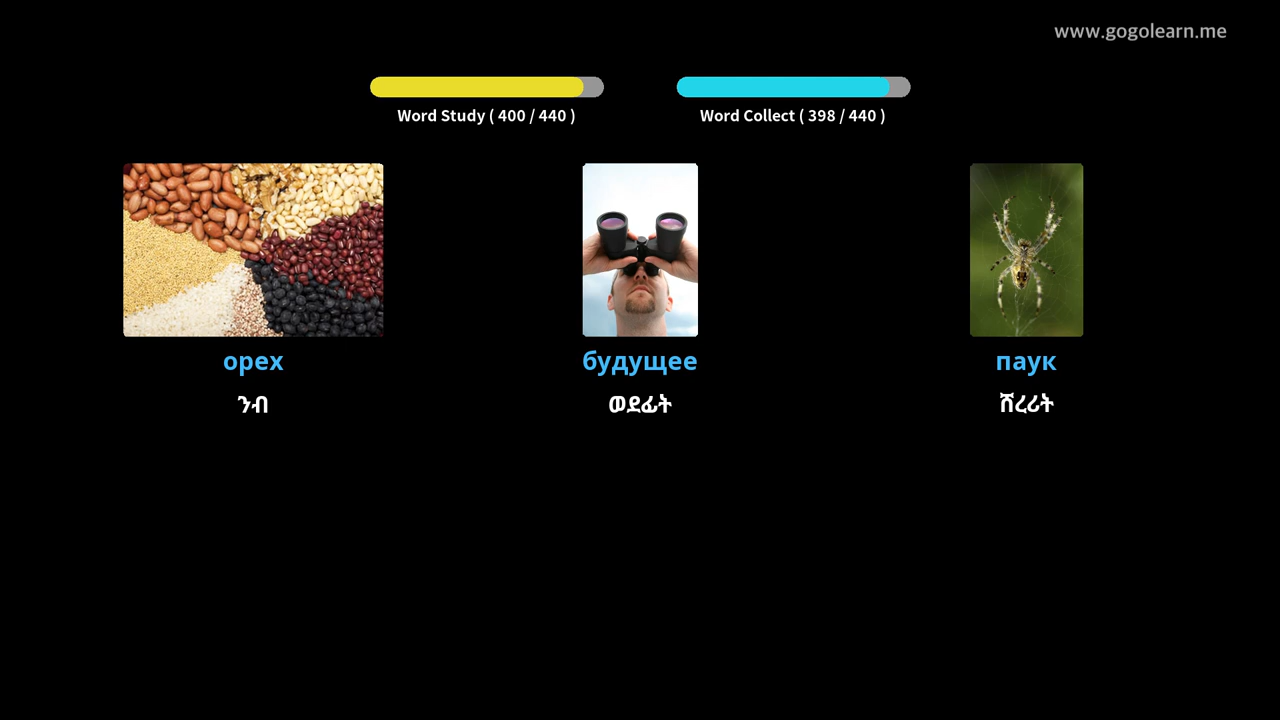 www.gogolearn.me
Word Study ( 400 / 440 )
Word Collect ( 398 / 440 )
орех
будущее
паук
ንብ
ወደፊት
ሸረሪት